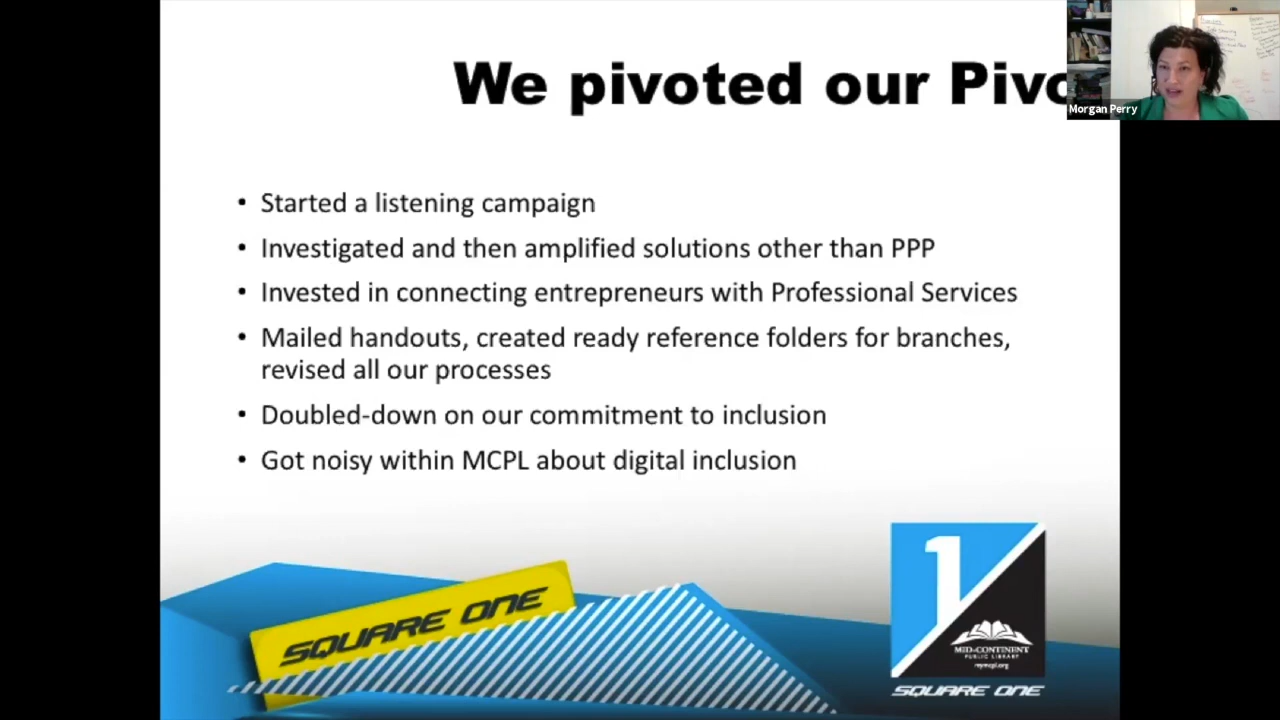 We pivoted our Pivo
Morgan Perry
• Started a listening campaign
• Investigated and then amplified solutions other than PPP
• Invested in connecting entrepreneurs with Professional Services
• Mailed handouts, created ready reference folders for branches,
revised all our processes
• Doubled-down on our commitment to inclusion
• Got noisy within MCPL about digital inclusion
SQUARE ONE
1
MID-CONTINENT
PUBLIC LIBRARY
mymcpl.org
SQUARE ONE